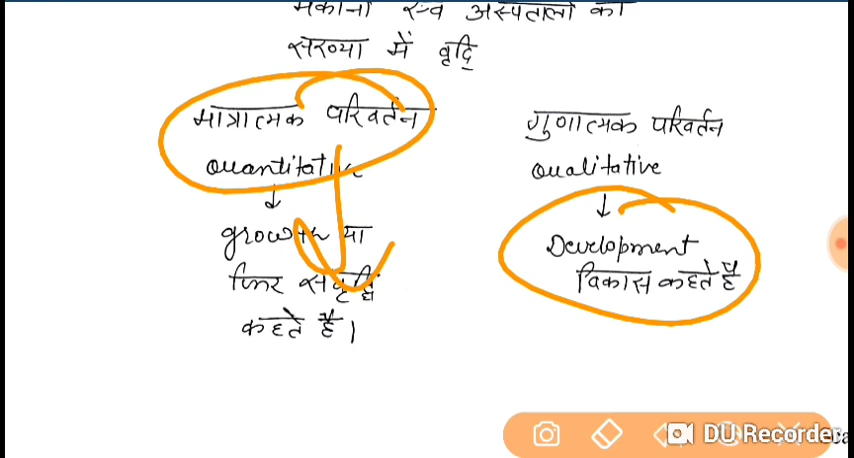 मकानों एवं अस्पतालों की
संख्या में वृद्धि
मात्रात्मक परिवर्तन
Quantitative
↓
growth या
फिर संवृद्धि
कहते हैं।
गुणात्मक परिवर्तन
Qualitative
↓
Development
विकास कहते हैं
DU Recorder